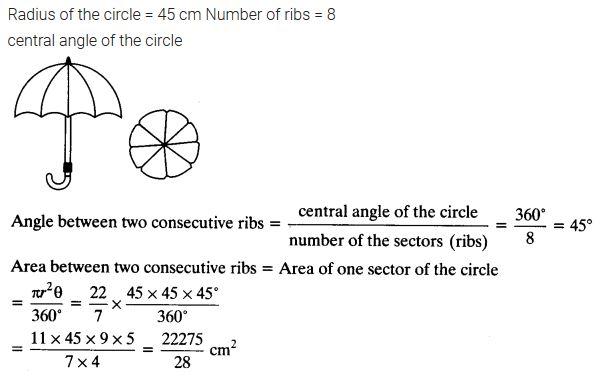 Radius of the circle = 45 cm Number of ribs = 8
central angle of the circle
Angle between two consecutive ribs = central angle of the circle / number of the sectors (ribs) = 360° / 8 = 45°
Area between two consecutive ribs = Area of one sector of the circle
= πr²θ / 360° = 22 / 7 × 45 × 45 × 45° / 360°
= 11 × 45 × 9 × 5 / 7 × 4 = 22275 / 28 cm²